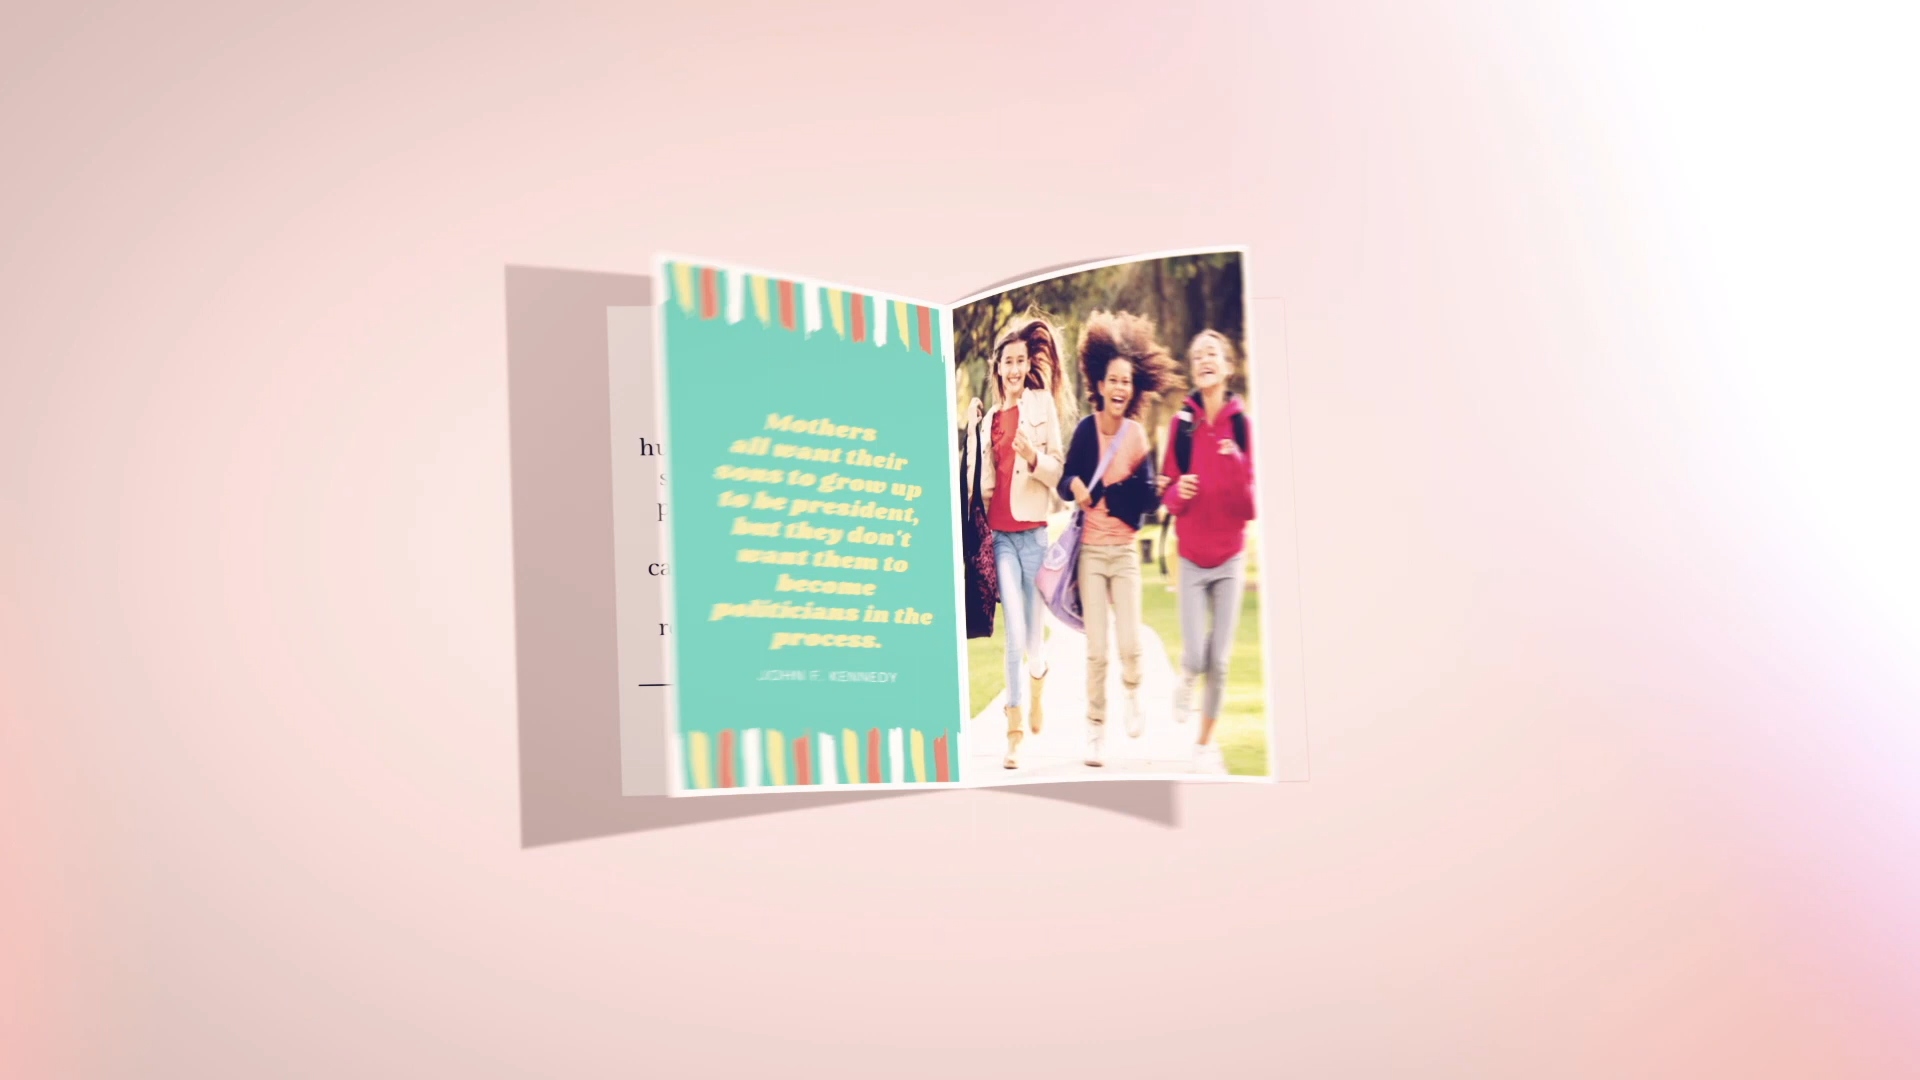 Mothers
all want their
sons to grow up
to be president,
but they don't
want them to
become
politicians in the
process.
JOHN F. KENNEDY